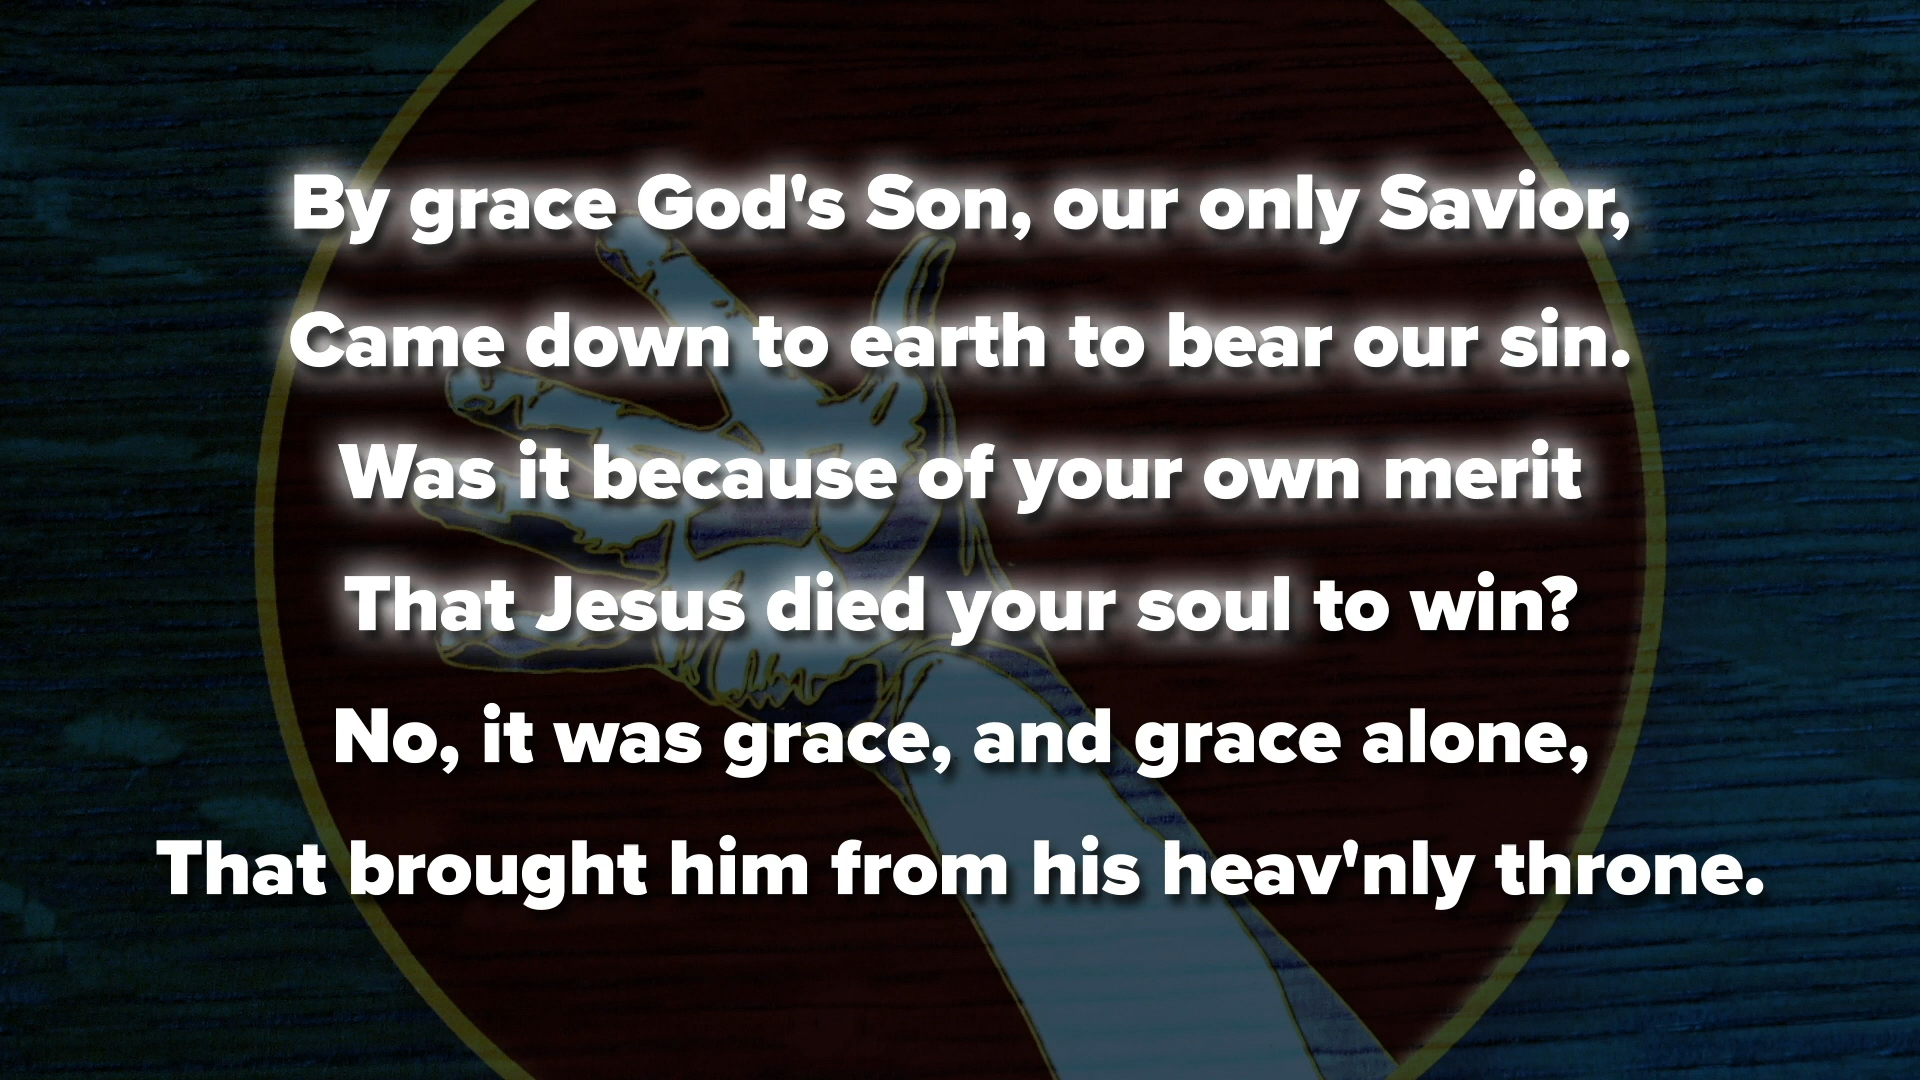 By grace God's Son, our only Savior,
Came down to earth to bear our sin.
Was it because of your own merit
That Jesus died your soul to win?
No, it was grace, and grace alone,
That brought him from his heav'nly throne.